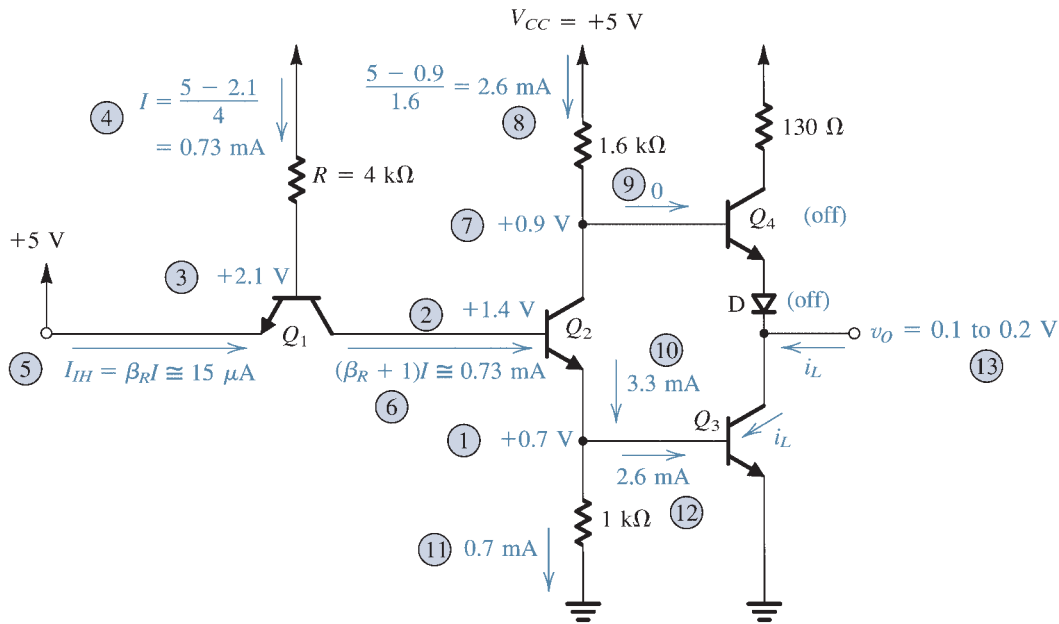 V_CC = +5 V
4
I = (5 − 2.1)/4
= 0.73 mA
(5 − 0.9)/1.6 = 2.6 mA
8
130 Ω
1.6 kΩ
R = 4 kΩ
9 0
7 +0.9 V
Q4 (off)
+5 V
3 +2.1 V
2 +1.4 V
D (off)
Q1
Q2
v_O = 0.1 to 0.2 V
5 I_IH = β_R I ≅ 15 μA
(β_R + 1)I ≅ 0.73 mA
10
i_L
13
6
3.3 mA
Q3
i_L
1 +0.7 V
2.6 mA
1 kΩ
12
11 0.7 mA